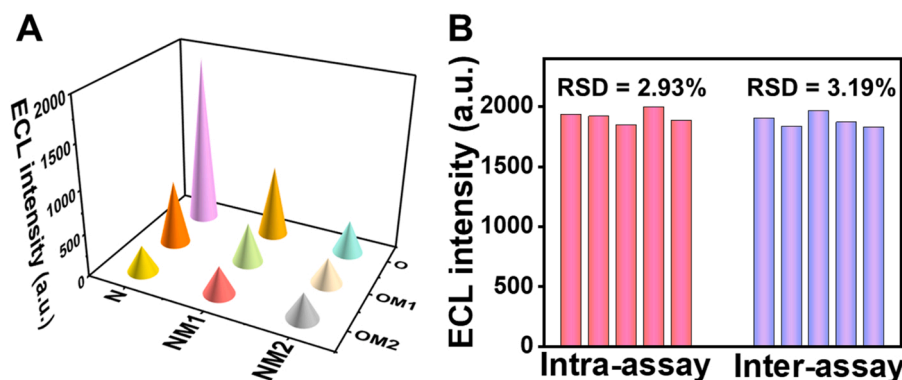 A
ECL intensity (a.u.)
2000
1500
1000
500
0
N
NM1
NM2
O
OM1
OM2
B
ECL intensity (a.u.)
2000
1500
1000
500
0
RSD = 2.93%
RSD = 3.19%
Intra-assay
Inter-assay